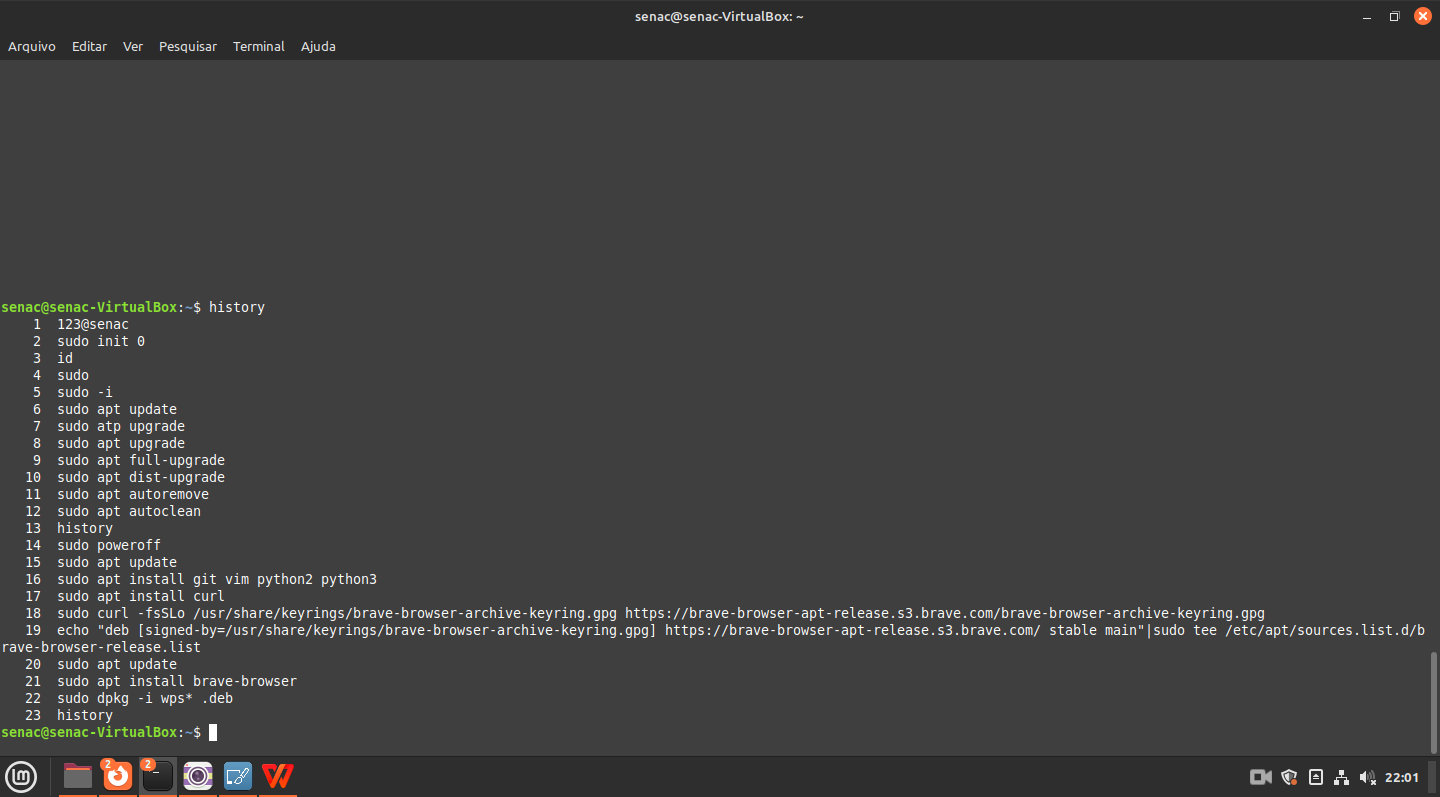 senac@senac-VirtualBox: ~
Arquivo Editar Ver Pesquisar Terminal Ajuda
senac@senac-VirtualBox:~$ history
1 123@senac
2 sudo init 0
3 id
4 sudo
5 sudo -i
6 sudo apt update
7 sudo atp upgrade
8 sudo apt upgrade
9 sudo apt full-upgrade
10 sudo apt dist-upgrade
11 sudo apt autoremove
12 sudo apt autoclean
13 history
14 sudo poweroff
15 sudo apt update
16 sudo apt install git vim python2 python3
17 sudo apt install curl
18 sudo curl -fsSLo /usr/share/keyrings/brave-browser-archive-keyring.gpg https://brave-browser-apt-release.s3.brave.com/brave-browser-archive-keyring.gpg
19 echo "deb [signed-by=/usr/share/keyrings/brave-browser-archive-keyring.gpg] https://brave-browser-apt-release.s3.brave.com/ stable main"|sudo tee /etc/apt/sources.list.d/b
rave-browser-release.list
20 sudo apt update
21 sudo apt install brave-browser
22 sudo dpkg -i wps* .deb
23 history
senac@senac-VirtualBox:~$
2 2 22:01